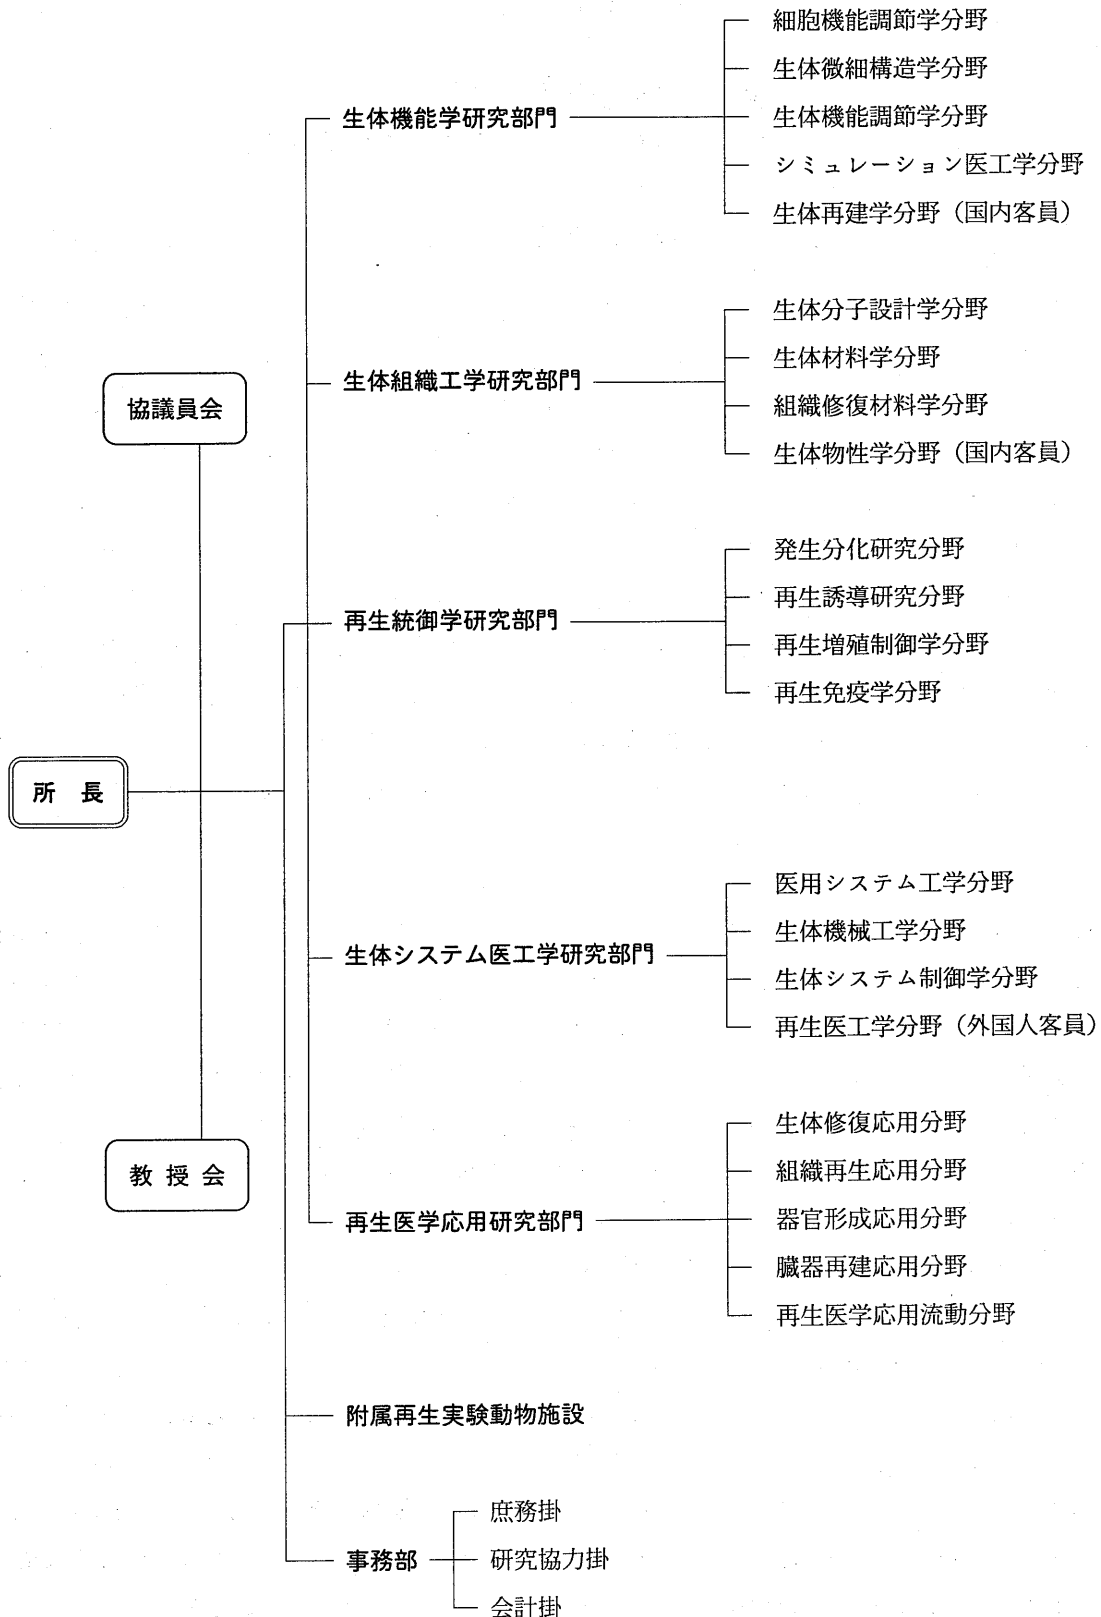 細胞機能調節学分野
生体微細構造学分野
生体機能学研究部門
生体機能調節学分野
シミュレーション医工学分野
生体再建学分野（国内客員）
生体分子設計学分野
生体材料学分野
生体組織工学研究部門
組織修復材料学分野
生体物性学分野（国内客員）
協議員会
発生分化研究分野
再生誘導研究分野
再生統御学研究部門
再生増殖制御学分野
再生免疫学分野
所 長
医用システム工学分野
生体機械工学分野
生体システム医工学研究部門
生体システム制御学分野
再生医工学分野（外国人客員）
生体修復応用分野
組織再生応用分野
教 授 会
再生医学応用研究部門
器官形成応用分野
臓器再建応用分野
再生医学応用流動分野
附属再生実験動物施設
庶務掛
事務部
研究協力掛
会計掛